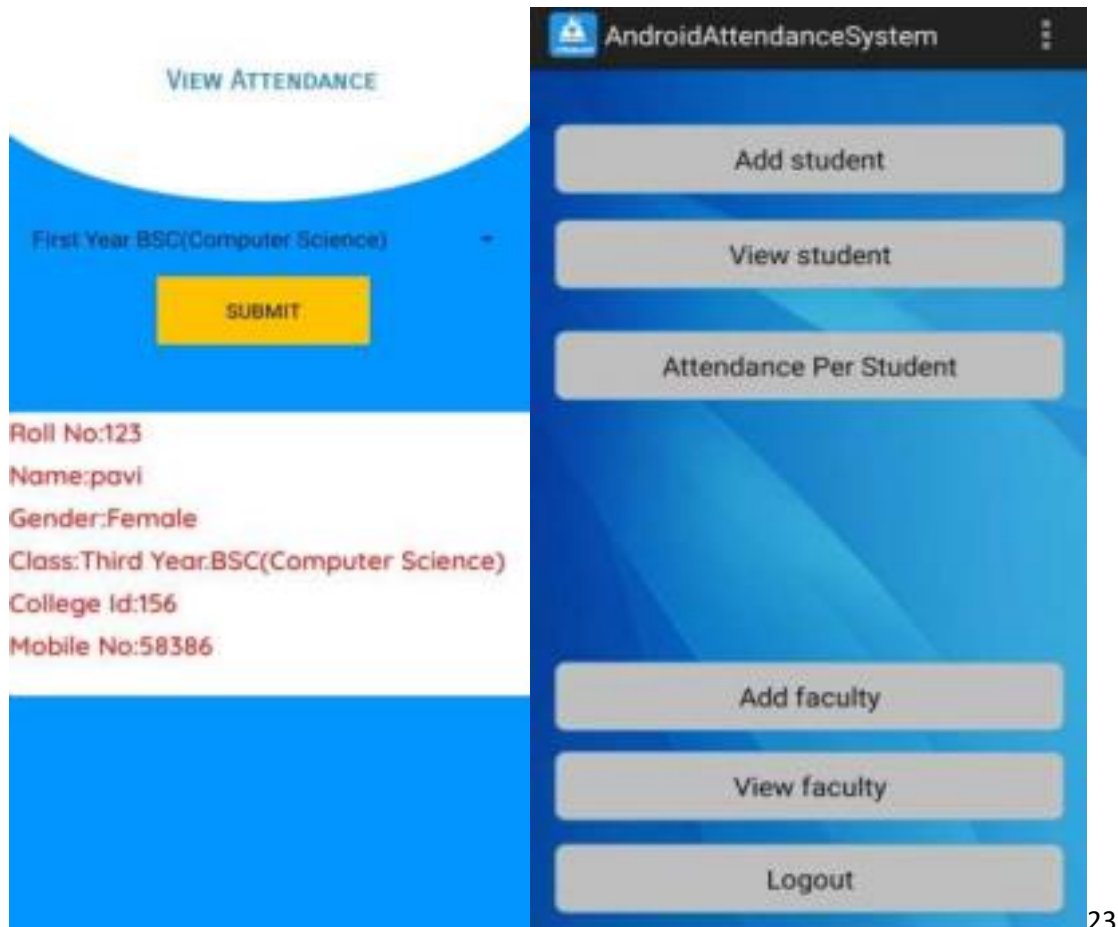 VIEW ATTENDANCE
First Year BSC(Computer Science)
SUBMIT
Roll No:123
Name:pavi
Gender:Female
Class:Third Year.BSC(Computer Science)
College Id:156
Mobile No:58386
AndroidAttendanceSystem
Add student
View student
Attendance Per Student
Add faculty
View faculty
Logout
23